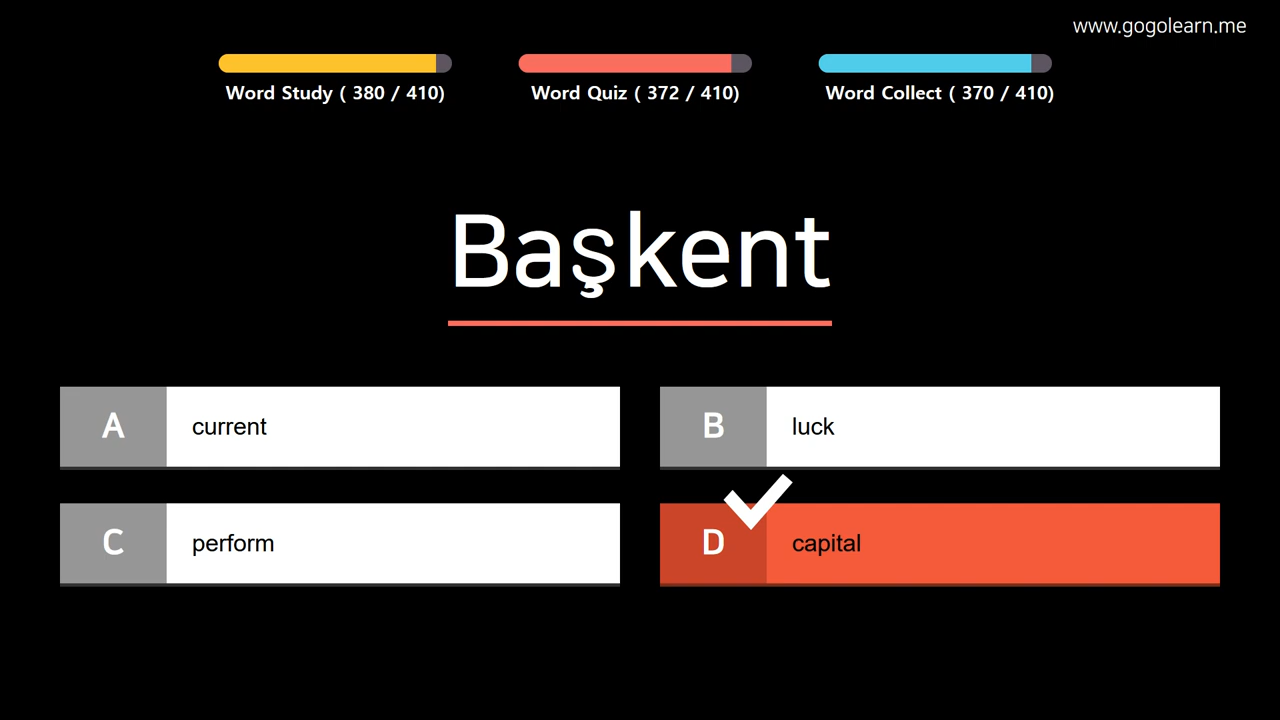 www.gogolearn.me
Word Study ( 380 / 410)
Word Quiz ( 372 / 410)
Word Collect ( 370 / 410)
Başkent
A current
B luck
C perform
D capital